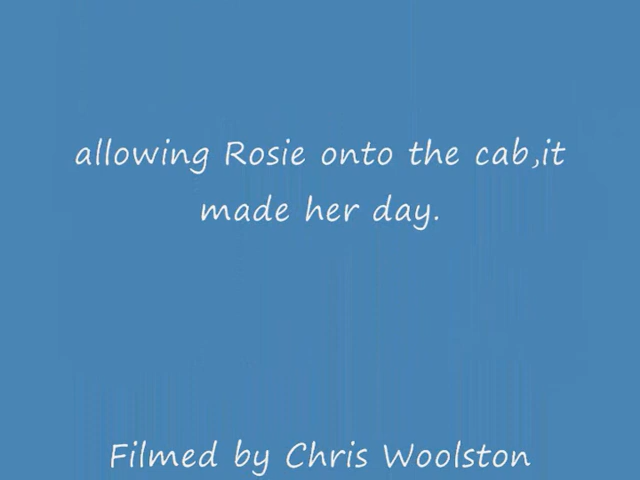 allowing Rosie onto the cab,it
made her day.
Filmed by Chris Woolston